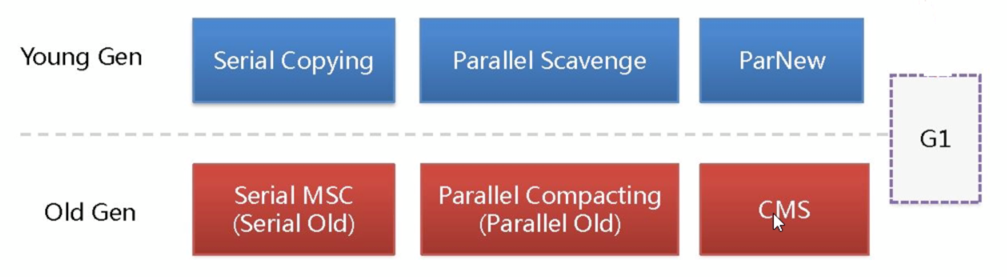 Young Gen
Serial Copying
Parallel Scavenge
ParNew
G1
Old Gen
Serial MSC
(Serial Old)
Parallel Compacting
(Parallel Old)
CMS